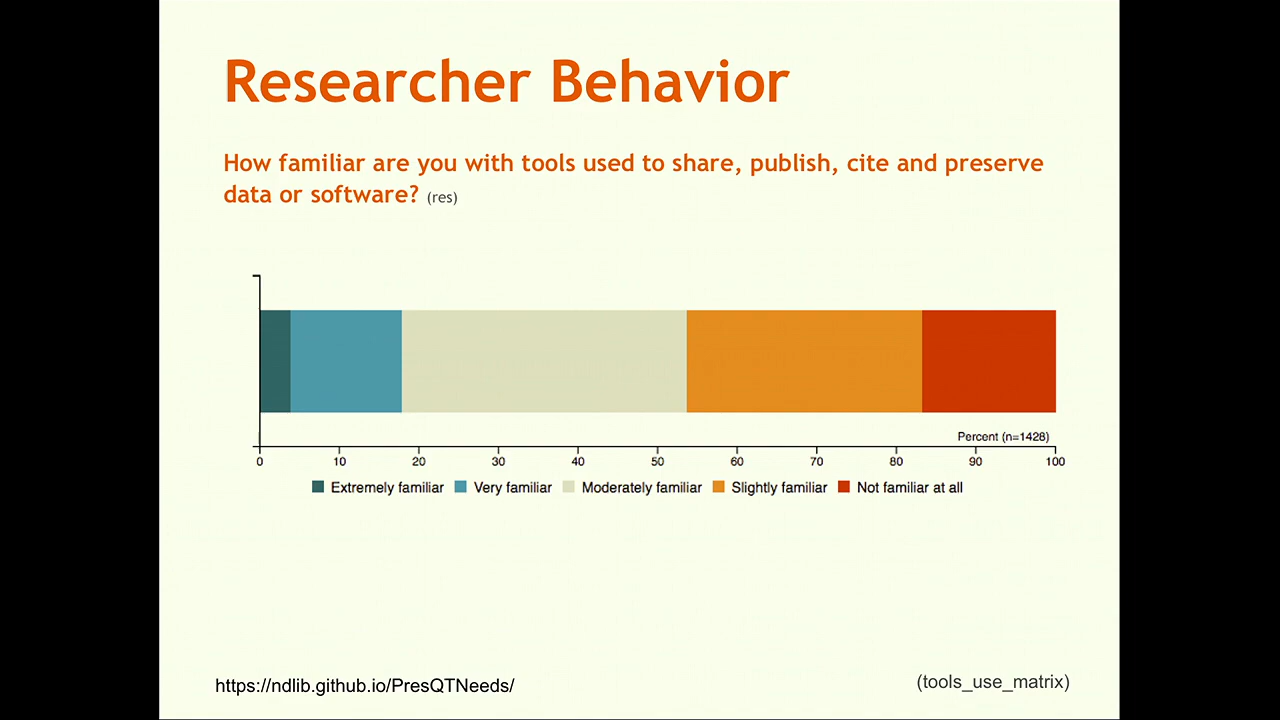 Researcher Behavior
How familiar are you with tools used to share, publish, cite and preserve
data or software? (res)
Percent (n=1428)
0 10 20 30 40 50 60 70 80 90 100
Extremely familiar Very familiar Moderately familiar Slightly familiar Not familiar at all
https://ndlib.github.io/PresQTNeeds/ (tools_use_matrix)